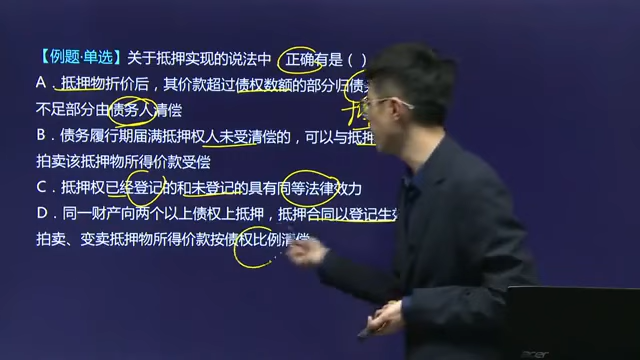 【例题·单选】关于抵押实现的说法中 正确有是（ ）
A．抵押物折价后，其价款超过债权数额的部分归债
不足部分由债务人清偿
B．债务履行期届满抵押权人未受清偿的，可以与抵押
拍卖该抵押物所得价款受偿
C．抵押权已经登记的和未登记的具有同等法律效力
D．同一财产向两个以上债权上抵押，抵押合同以登记生效
拍卖、变卖抵押物所得价款按债权比例清偿
acer